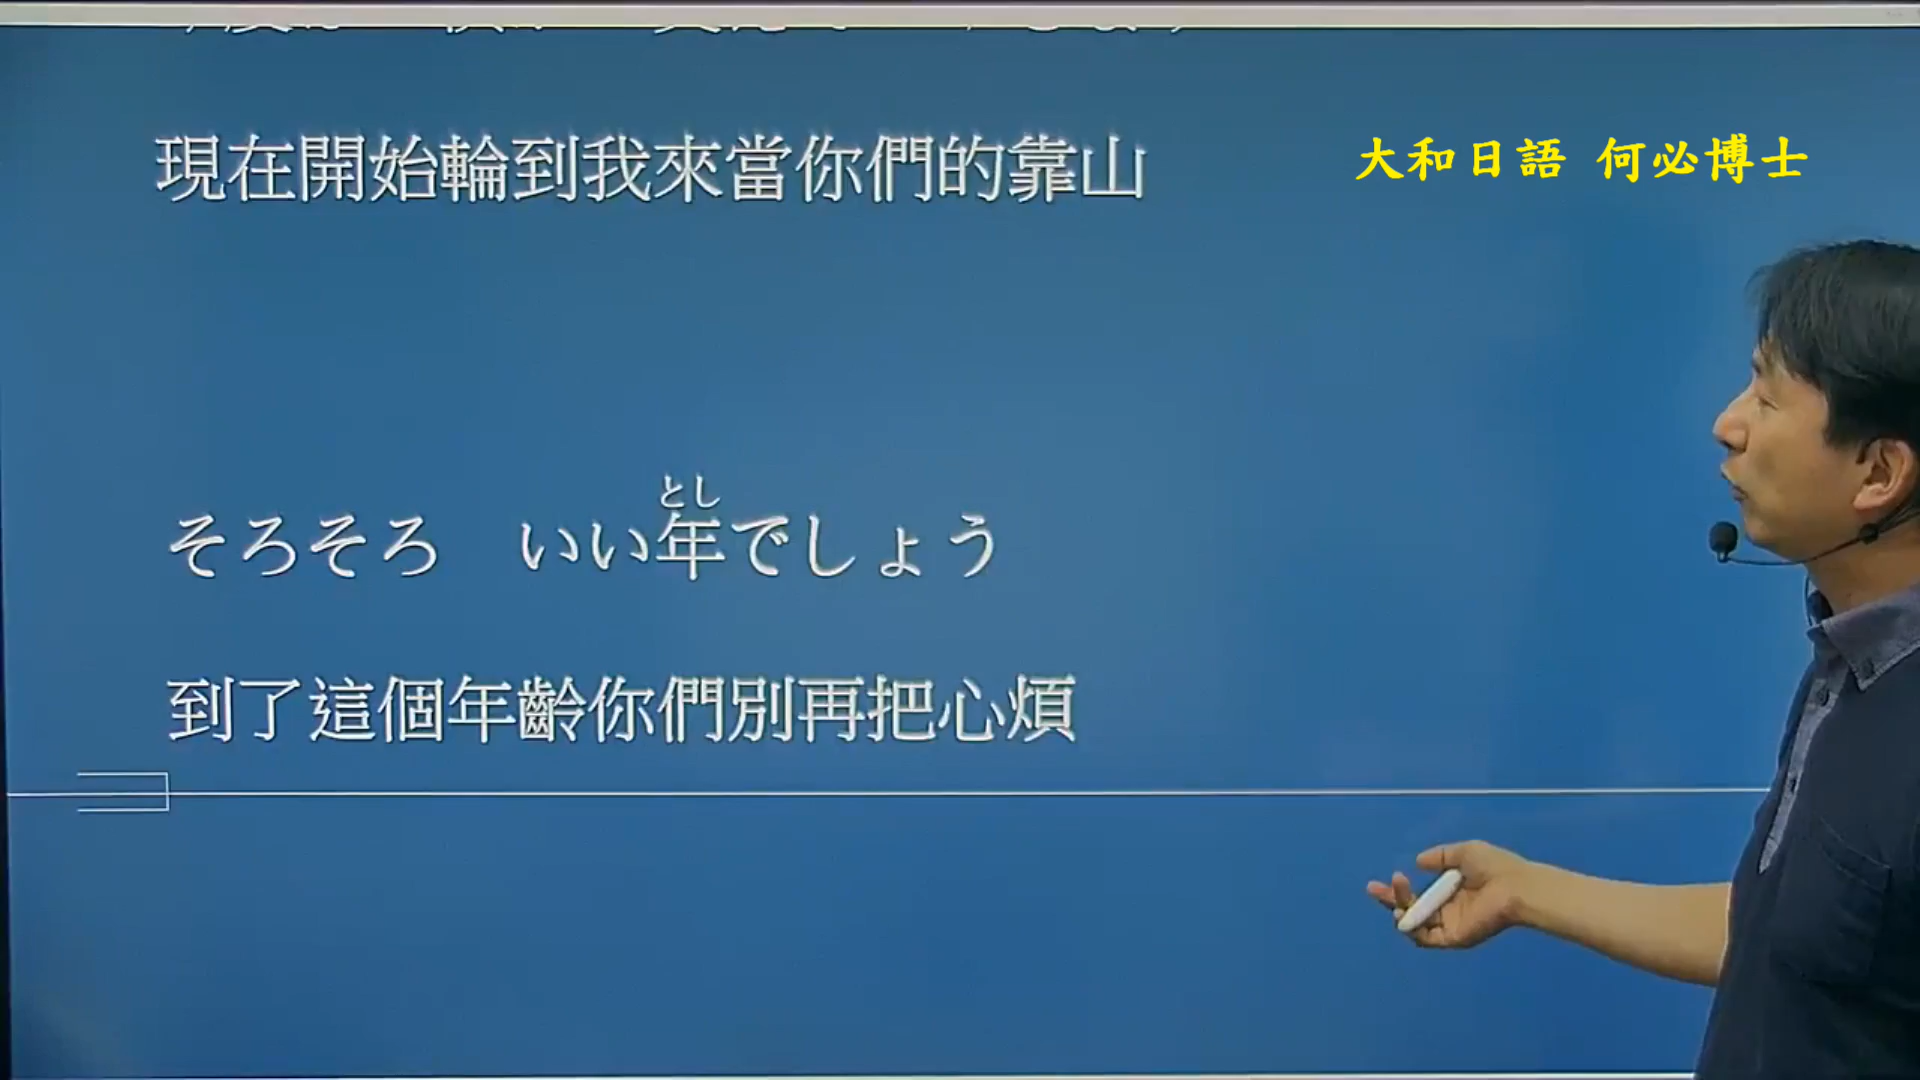 現在開始輪到我來當你們的靠山
大和日語 何必博士
とし
そろそろ いい年でしょう
到了這個年齡你們別再把心煩